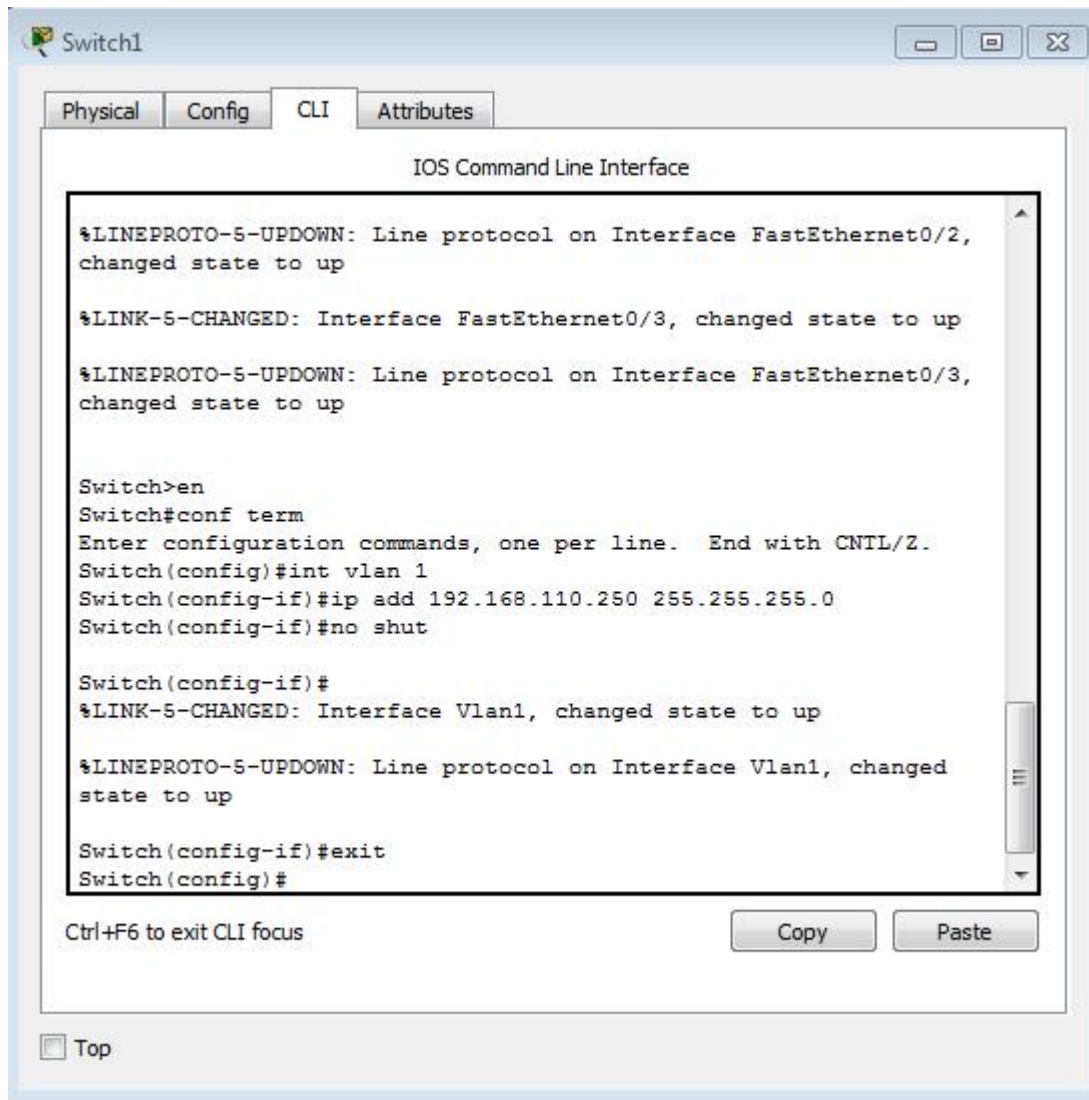 Switch1
Physical Config CLI Attributes
IOS Command Line Interface
%LINEPROTO-5-UPDOWN: Line protocol on Interface FastEthernet0/2,
changed state to up
%LINK-5-CHANGED: Interface FastEthernet0/3, changed state to up
%LINEPROTO-5-UPDOWN: Line protocol on Interface FastEthernet0/3,
changed state to up
Switch>en
Switch#conf term
Enter configuration commands, one per line.  End with CNTL/Z.
Switch(config)#int vlan 1
Switch(config-if)#ip add 192.168.110.250 255.255.255.0
Switch(config-if)#no shut
Switch(config-if)#
%LINK-5-CHANGED: Interface Vlan1, changed state to up
%LINEPROTO-5-UPDOWN: Line protocol on Interface Vlan1, changed
state to up
Switch(config-if)#exit
Switch(config)#
Ctrl+F6 to exit CLI focus Copy Paste
Top